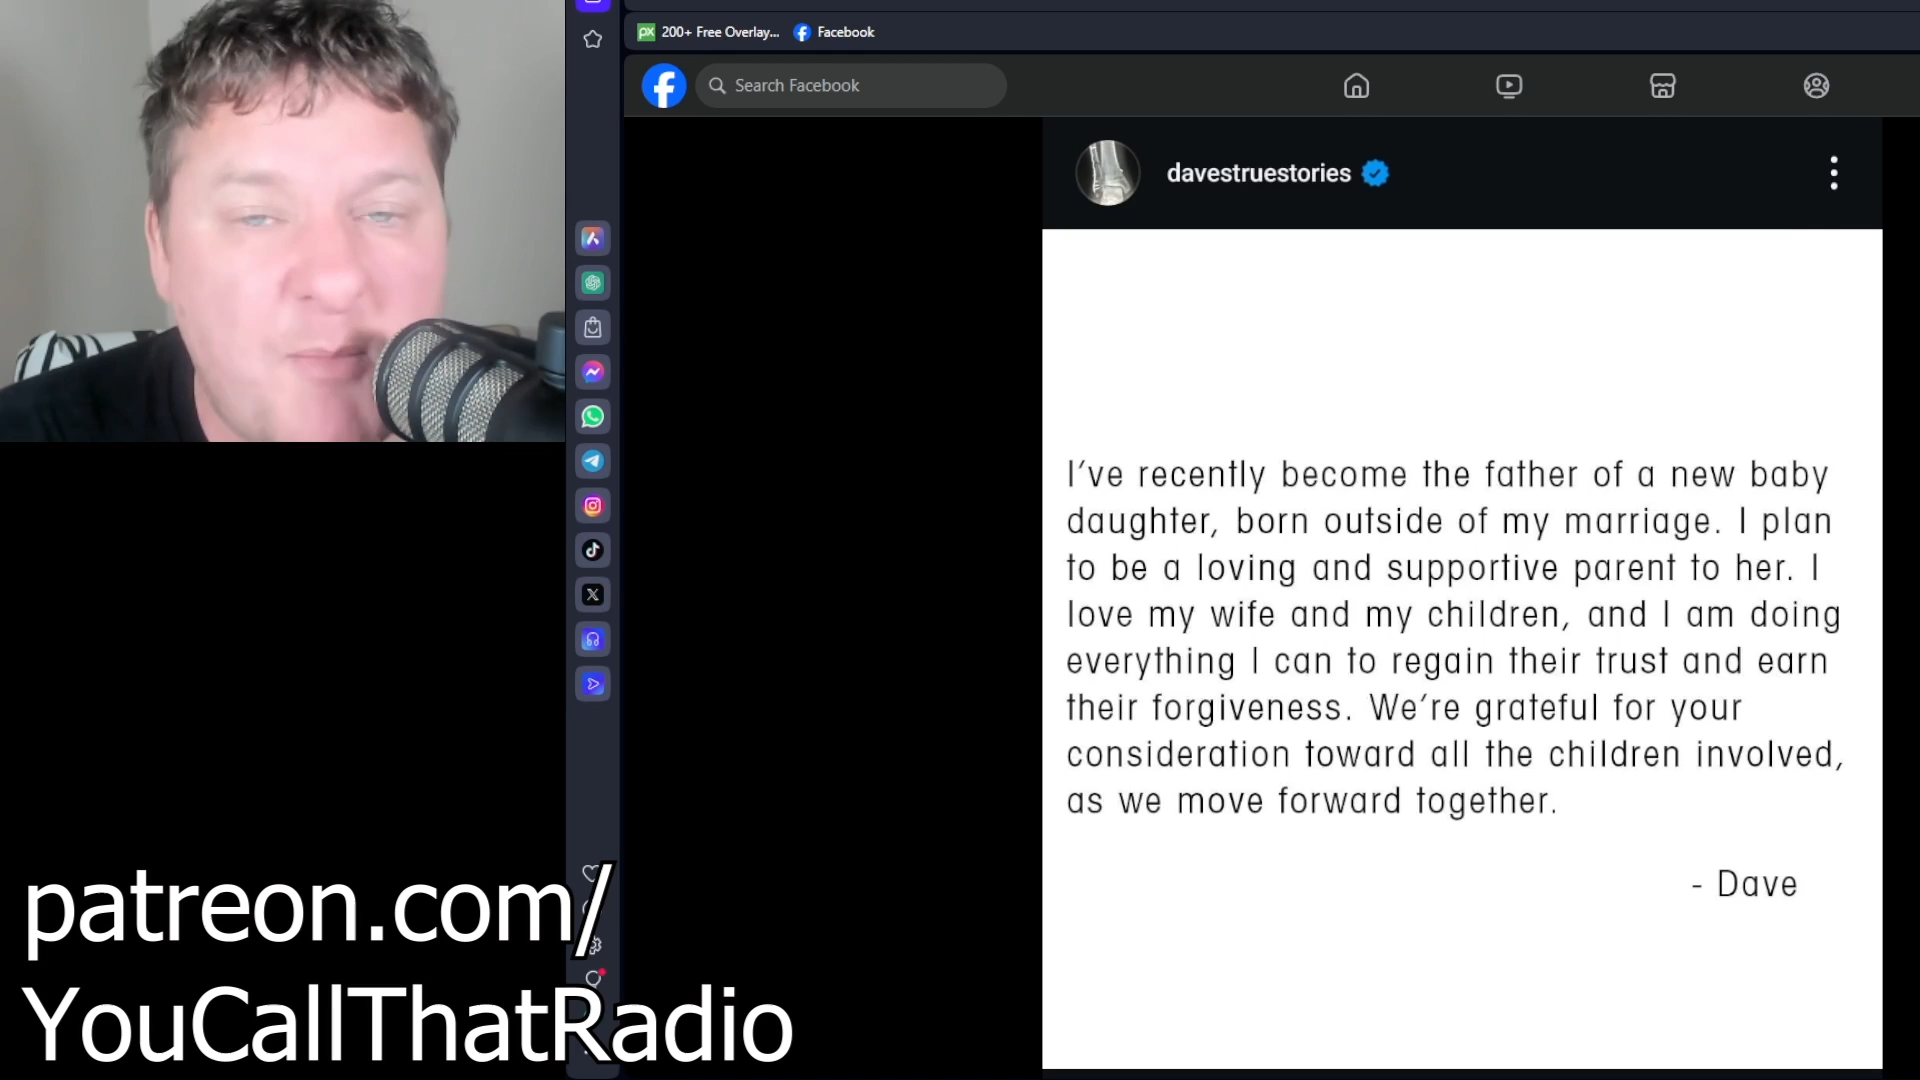 200+ Free Overlay...
Facebook
Search Facebook
davestruestories
I've recently become the father of a new baby
daughter, born outside of my marriage. I plan
to be a loving and supportive parent to her. I
love my wife and my children, and I am doing
everything I can to regain their trust and earn
their forgiveness. We're grateful for your
consideration toward all the children involved,
as we move forward together.
- Dave
patreon.com/
YouCallThatRadio